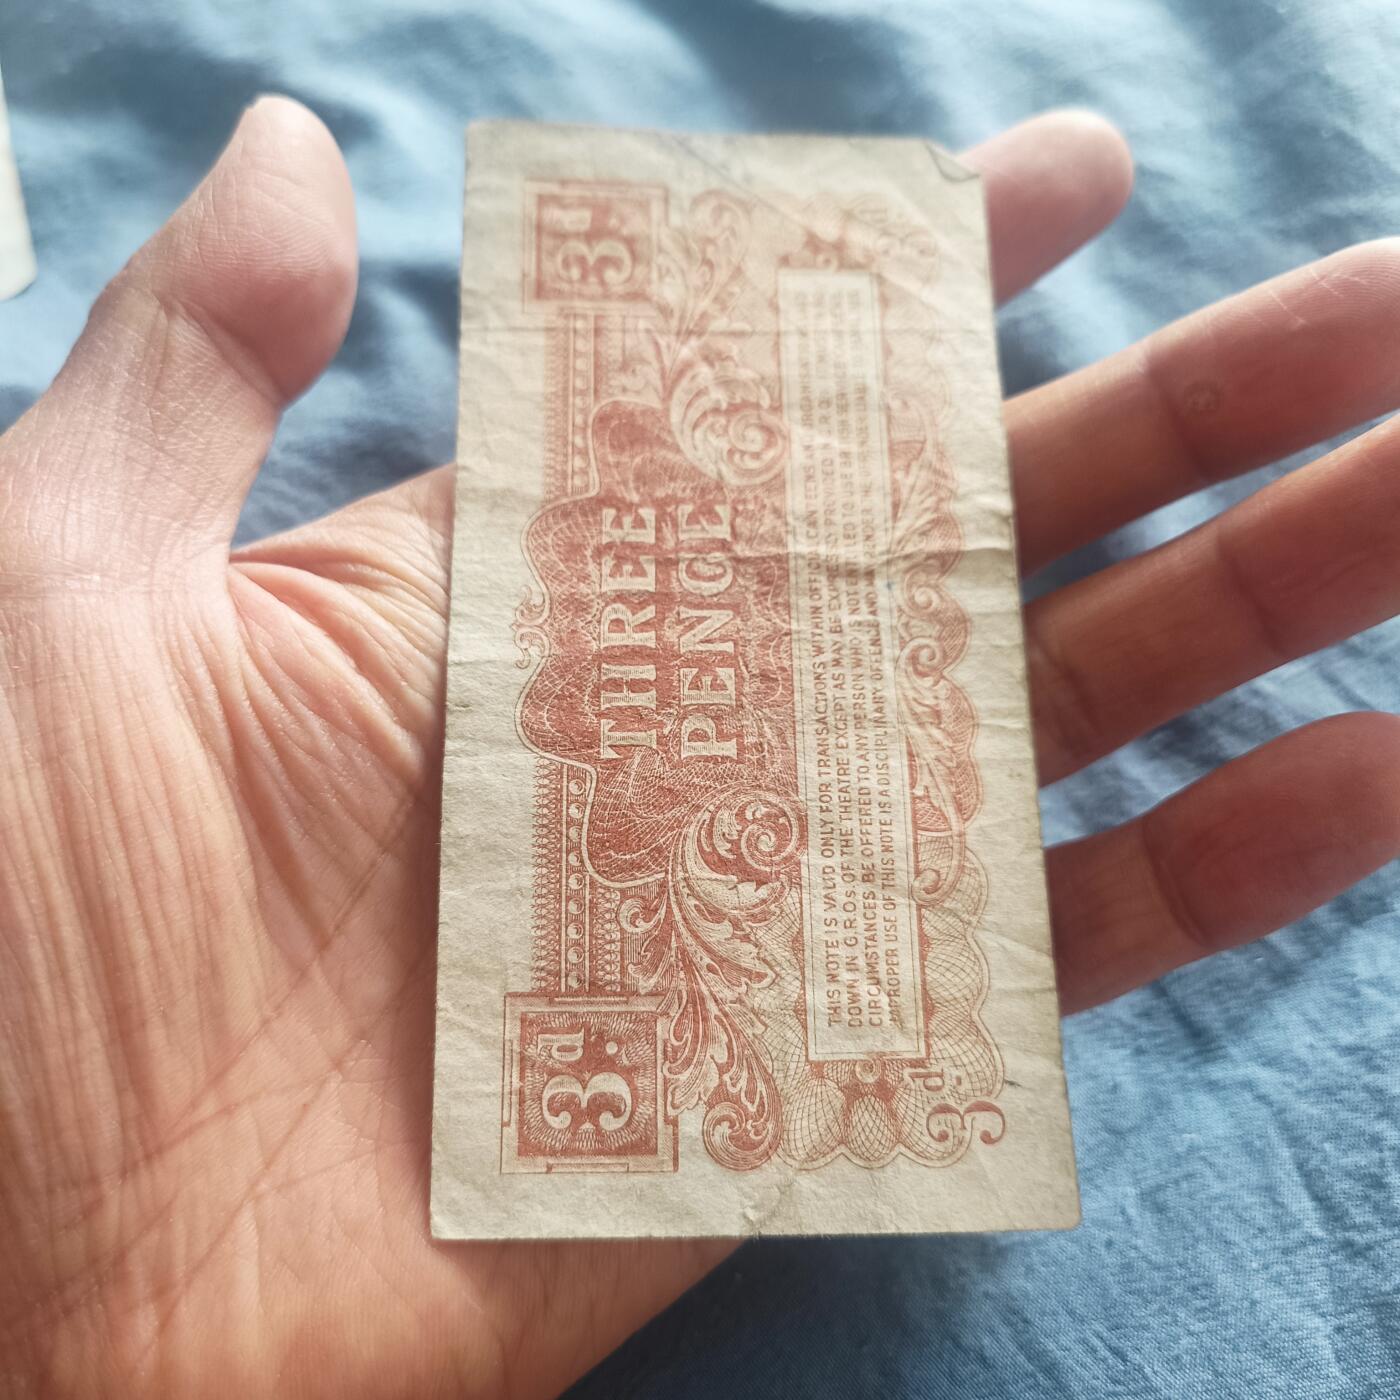 3d.
3d.
THREE
PENCE
THIS NOTE IS VALID ONLY FOR TRANSACTIONS WITHIN OFFICIAL CANTEENS AN
DOWN IN G.R.Os OF THE THEATRE EXCEPT AS MAY BE EXPRESSLY PROVIDED
CIRCUMSTANCES BE OFFERED TO ANY PERSON WHO IS NOT ENTITLED TO USE
IMPROPER USE OF THIS NOTE IS A DISCIPLINARY OFFENCE AND
3d
3d